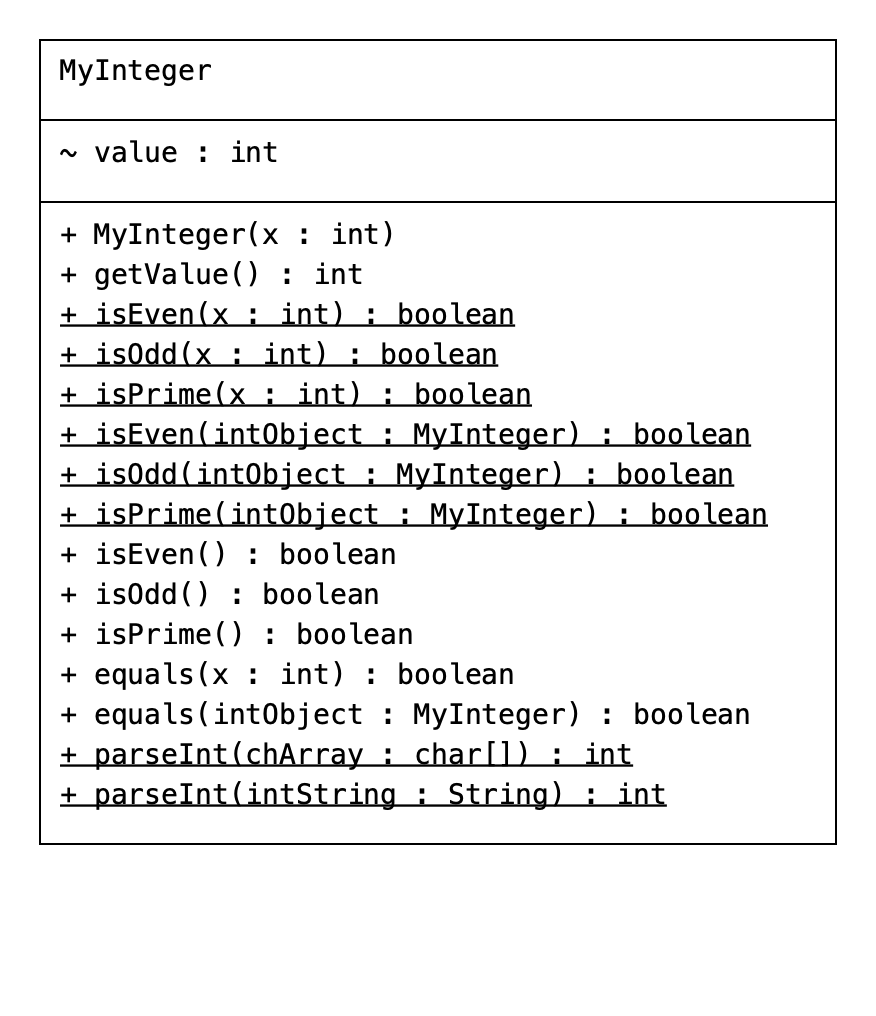 MyInteger
~ value : int
+ MyInteger(x : int)
+ getValue() : int
+ isEven(x : int) : boolean
+ isOdd(x : int) : boolean
+ isPrime(x : int) : boolean
+ isEven(intObject : MyInteger) : boolean
+ isOdd(intObject : MyInteger) : boolean
+ isPrime(intObject : MyInteger) : boolean
+ isEven() : boolean
+ isOdd() : boolean
+ isPrime() : boolean
+ equals(x : int) : boolean
+ equals(intObject : MyInteger) : boolean
+ parseInt(chArray : char[]) : int
+ parseInt(intString : String) : int